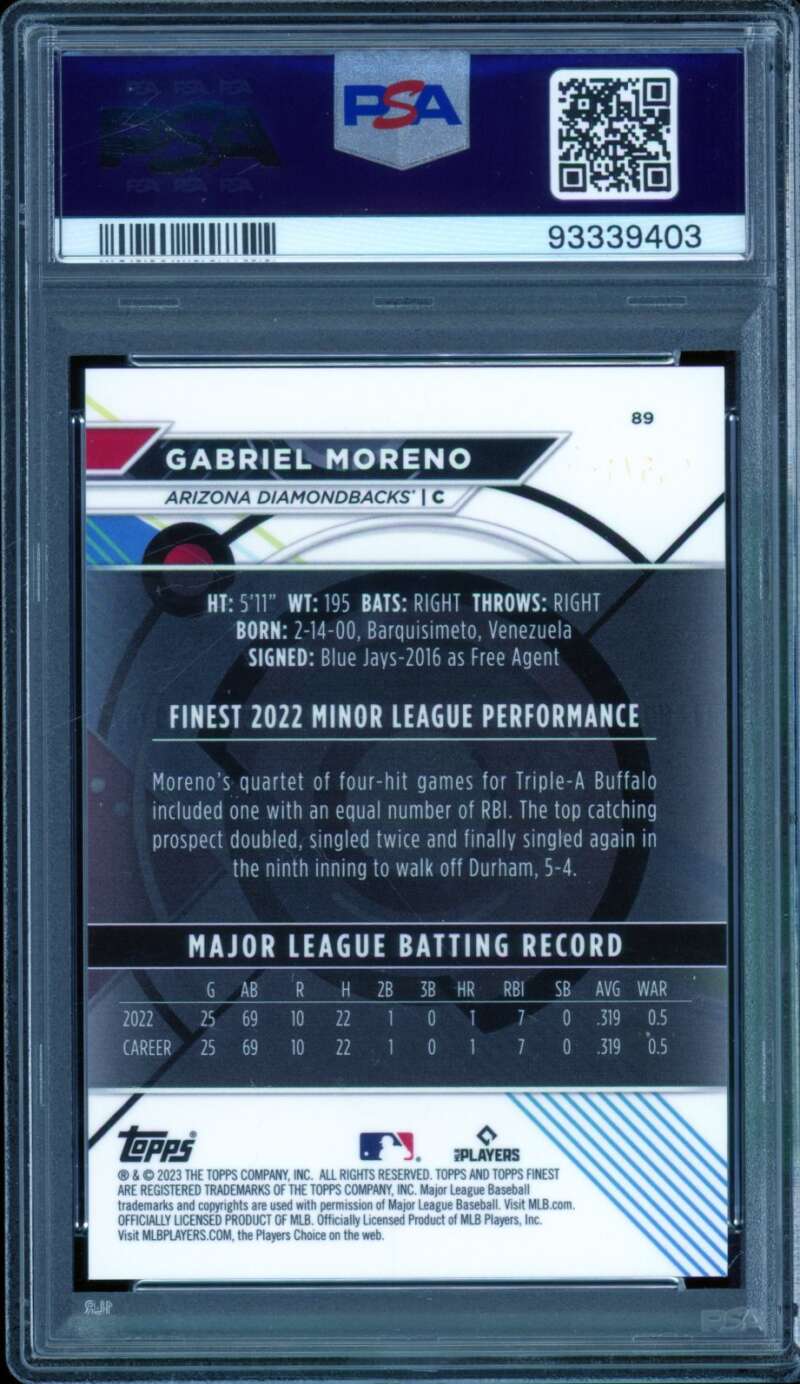 PSA PSA PSA
PSA
PSA PSA PSA
PSA
93339403
89
GABRIEL MORENO
ARIZONA DIAMONDBACKS® | C
HT: 5'11" WT: 195 BATS: RIGHT THROWS: RIGHT
BORN: 2-14-00, Barquisimeto, Venezuela
SIGNED: Blue Jays-2016 as Free Agent
FINEST 2022 MINOR LEAGUE PERFORMANCE
Moreno's quartet of four-hit games for Triple-A Buffalo
included one with an equal number of RBI. The top catching
prospect doubled, singled twice and finally singled again in
the ninth inning to walk off Durham, 5-4.
MAJOR LEAGUE BATTING RECORD
G AB R H 2B 3B HR RBI SB AVG WAR
2022 25 69 10 22 1 0 1 7 0 .319 0.5
CAREER 25 69 10 22 1 0 1 7 0 .319 0.5
TOPPS®
MLB PLAYERS
® & © 2023 THE TOPPS COMPANY, INC. ALL RIGHTS RESERVED. TOPPS AND TOPPS FINEST
ARE REGISTERED TRADEMARKS OF THE TOPPS COMPANY, INC. Major League Baseball
trademarks and copyrights are used with permission of Major League Baseball. Visit MLB.com.
OFFICIALLY LICENSED PRODUCT OF MLB. Officially Licensed Product of MLB Players, Inc.
Visit MLBPLAYERS.COM, the Players Choice on the web.
PSA